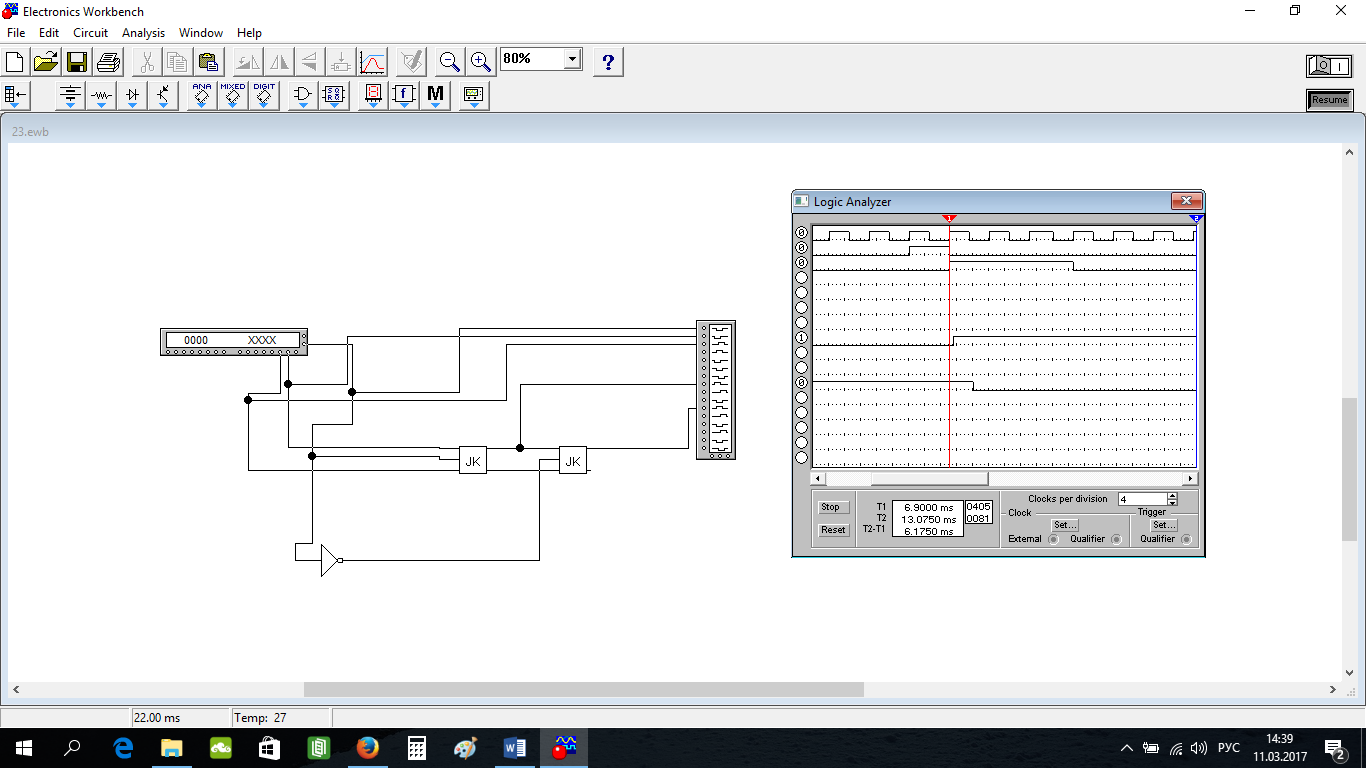 Electronics Workbench
File Edit Circuit Analysis Window Help
80%
?
ANA MIXED DIGIT
f M
Resume
23.ewb
Logic Analyzer
1 2
0
0
0
1
0
0000 XXXX
JK JK
Stop
Reset
T1 6.9000 ms 0405
T2 13.0750 ms 0081
T2-T1 6.1750 ms
Clocks per division 4
Clock Trigger
Set... Set...
External Qualifier Qualifier
22.00 ms Temp: 27
РУС
14:39
11.03.2017
2